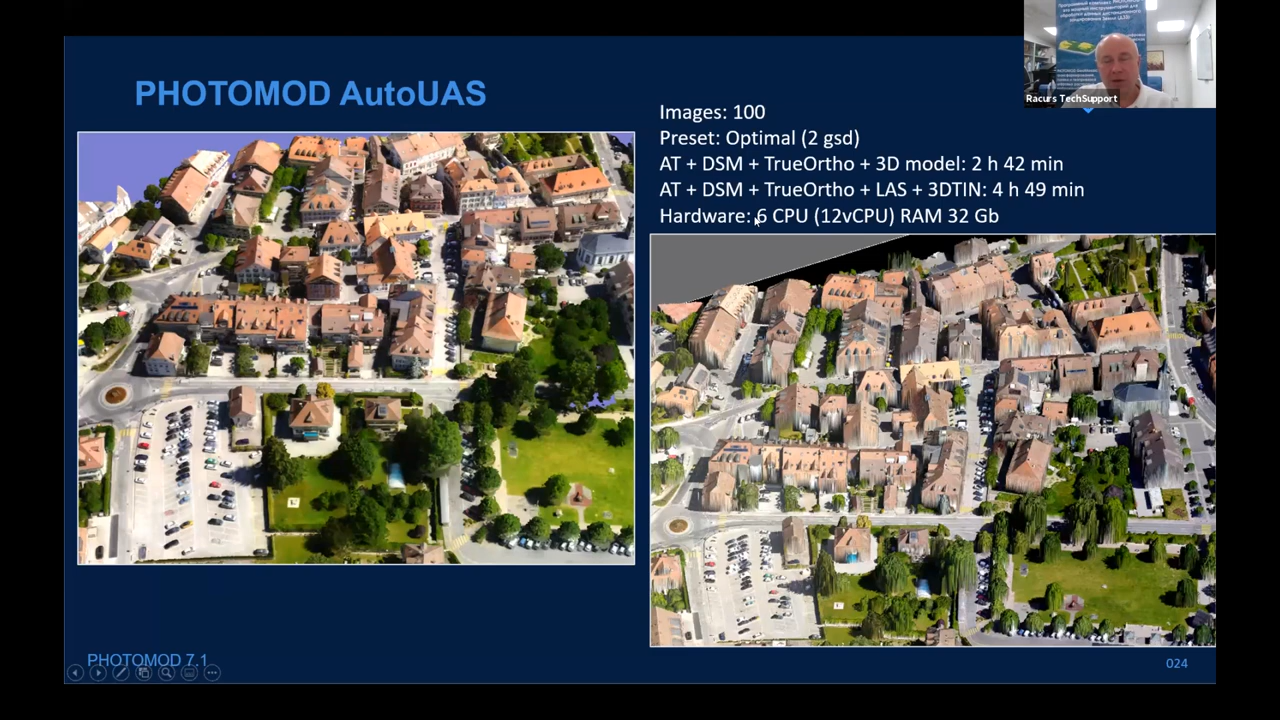 PHOTOMOD AutoUAS
Images: 100
Preset: Optimal (2 gsd)
AT + DSM + TrueOrtho + 3D model: 2 h 42 min
AT + DSM + TrueOrtho + LAS + 3DTIN: 4 h 49 min
Hardware: 6 CPU (12vCPU) RAM 32 Gb
Racurs TechSupport
PHOTOMOD 7.1
024